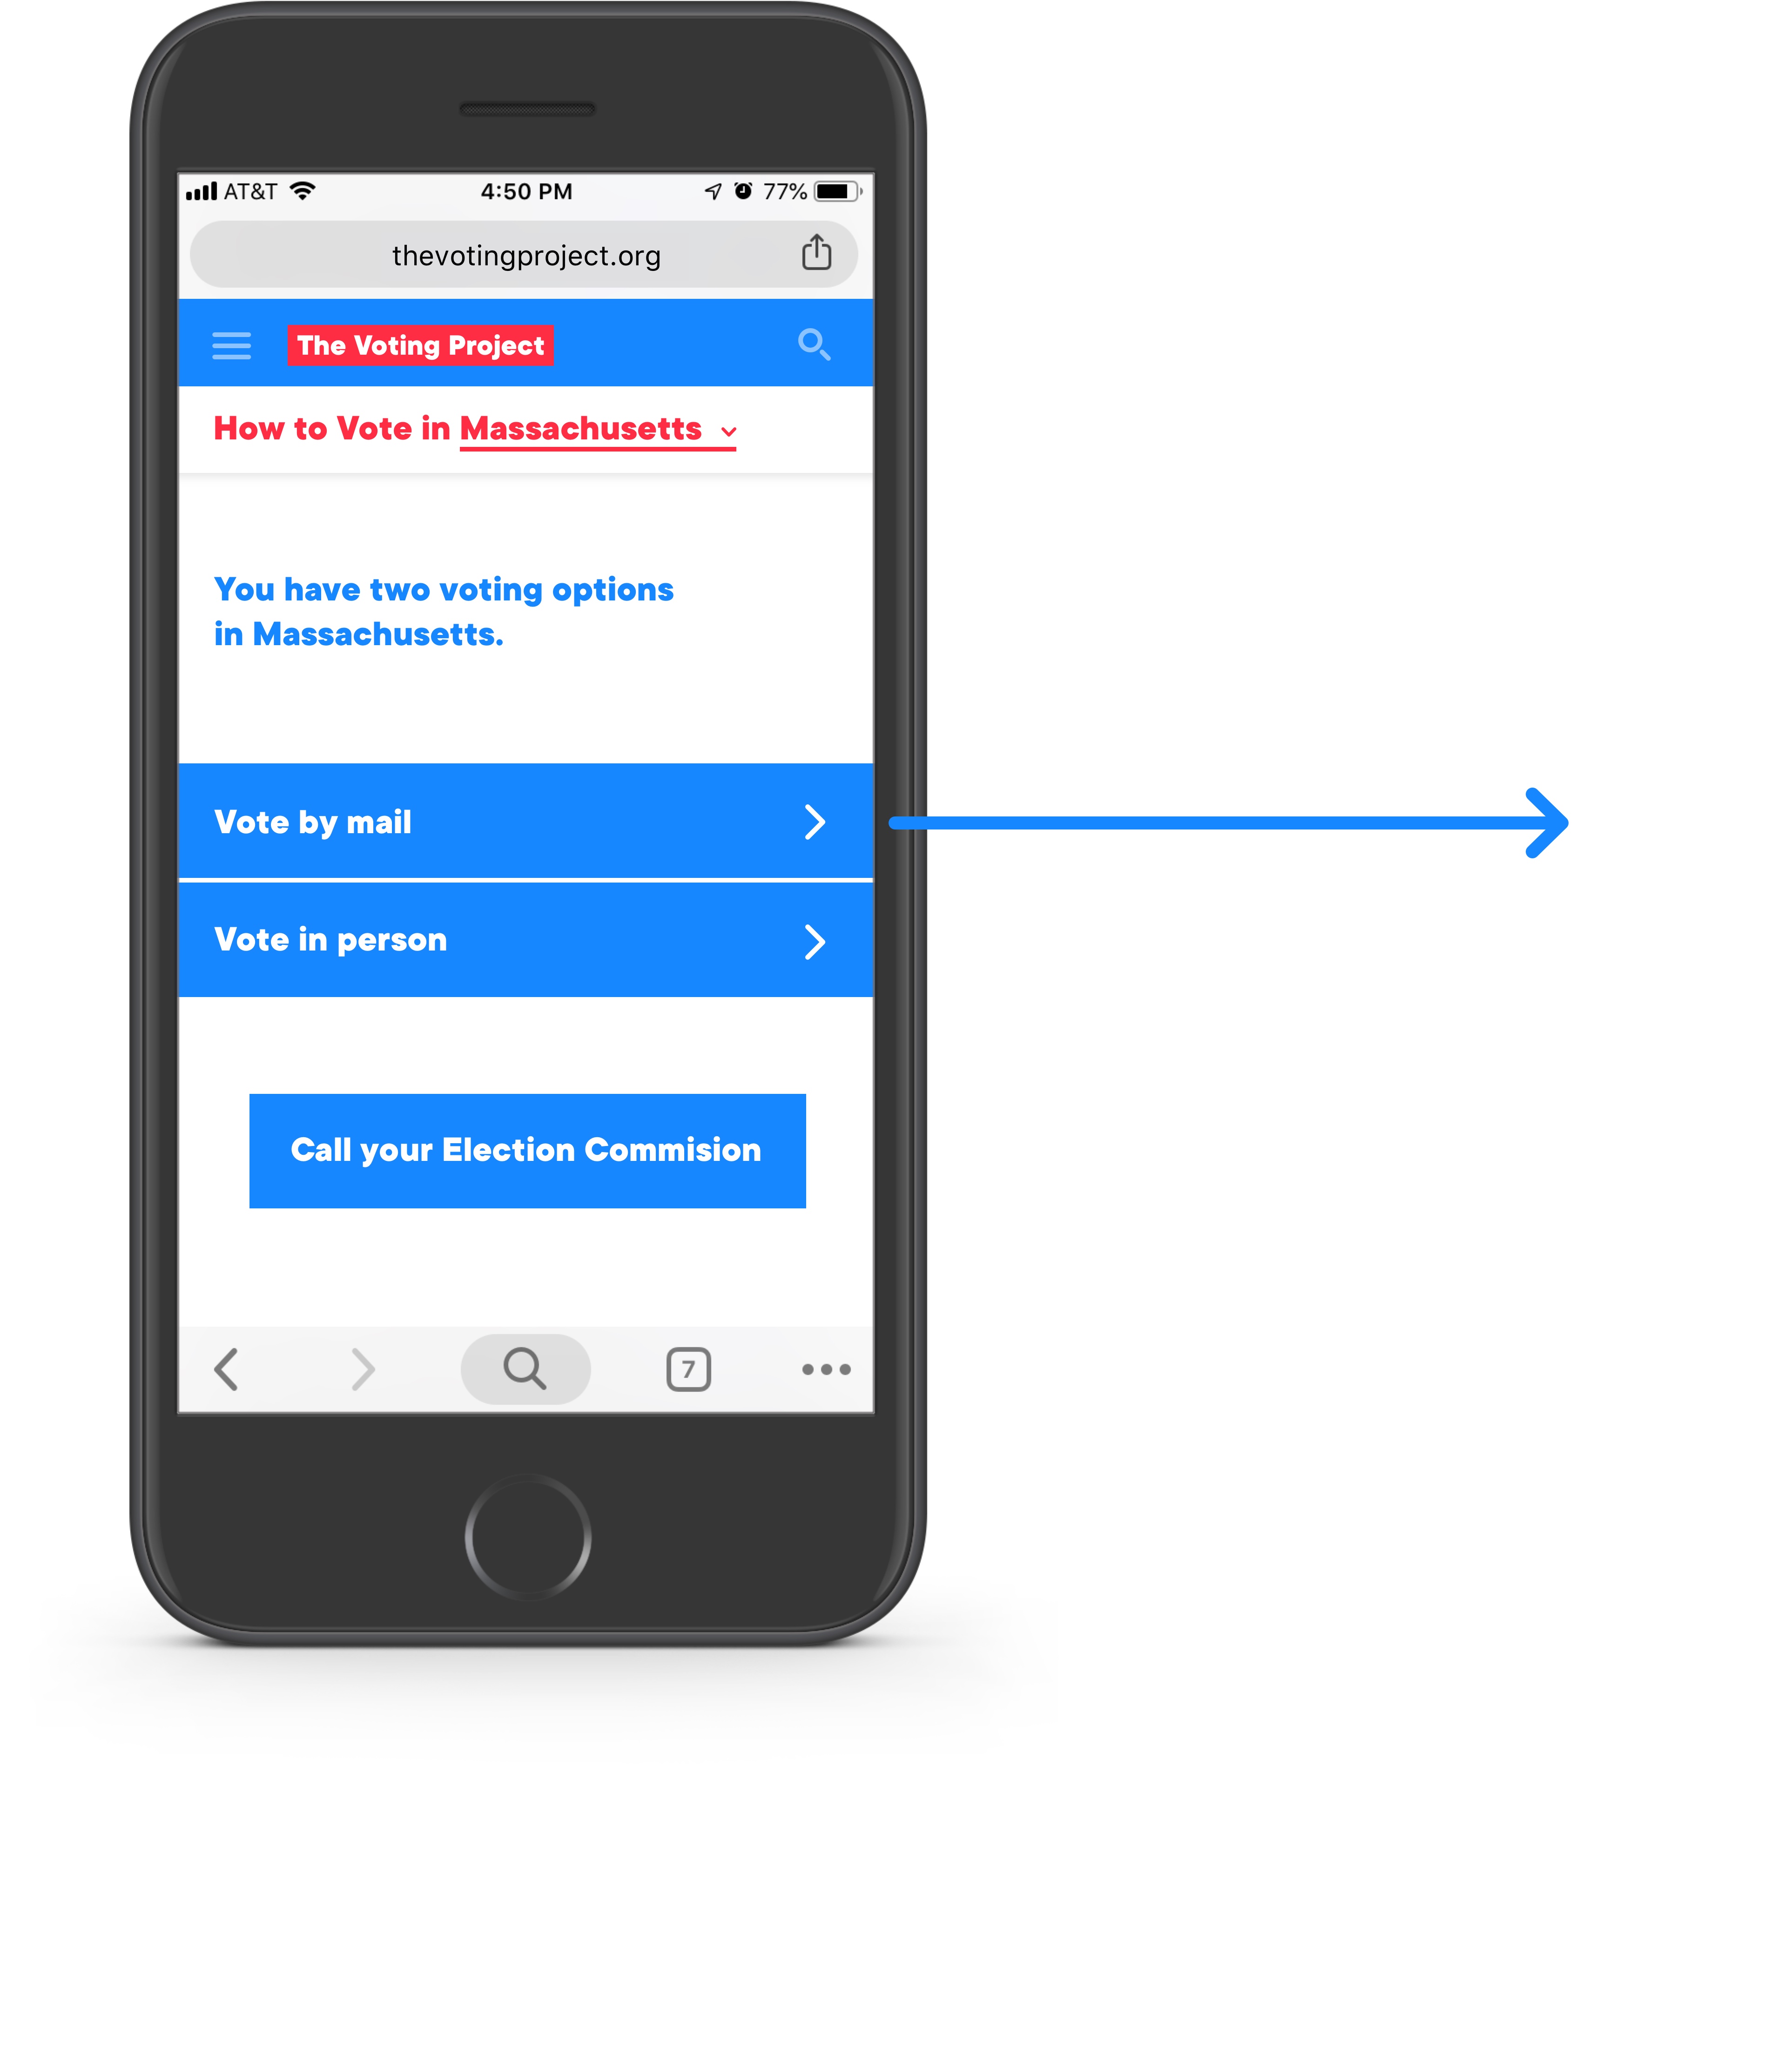 AT&T 4:50 PM 77%
thevotingproject.org
The Voting Project
How to Vote in Massachusetts
You have two voting options
in Massachusetts.
Vote by mail
Vote in person
Call your Election Commision
7